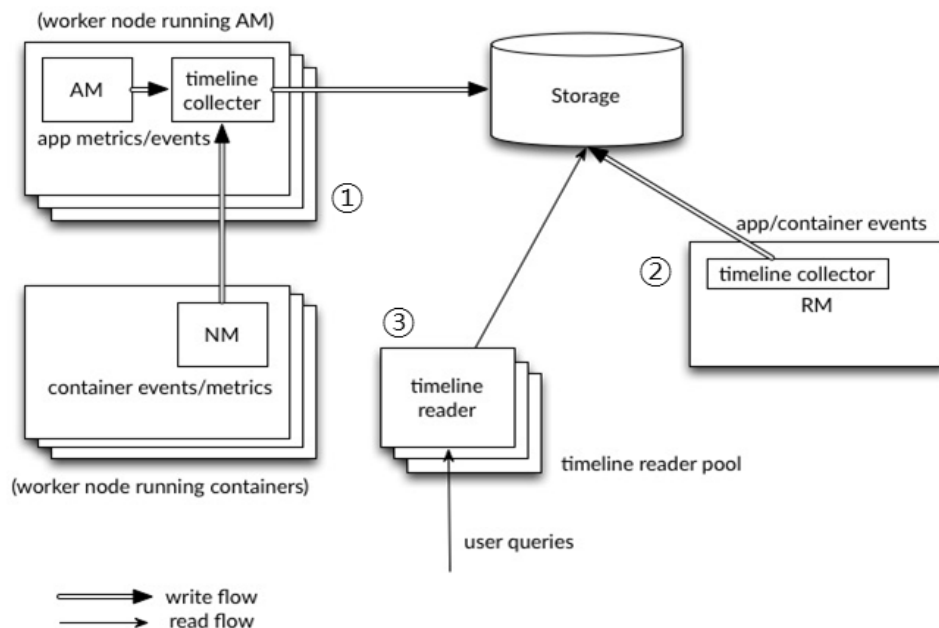 (worker node running AM)
AM
timeline
collecter
app metrics/events
Storage
①
app/container events
②
timeline collector
RM
NM
container events/metrics
(worker node running containers)
③
timeline
reader
timeline reader pool
user queries
write flow
read flow